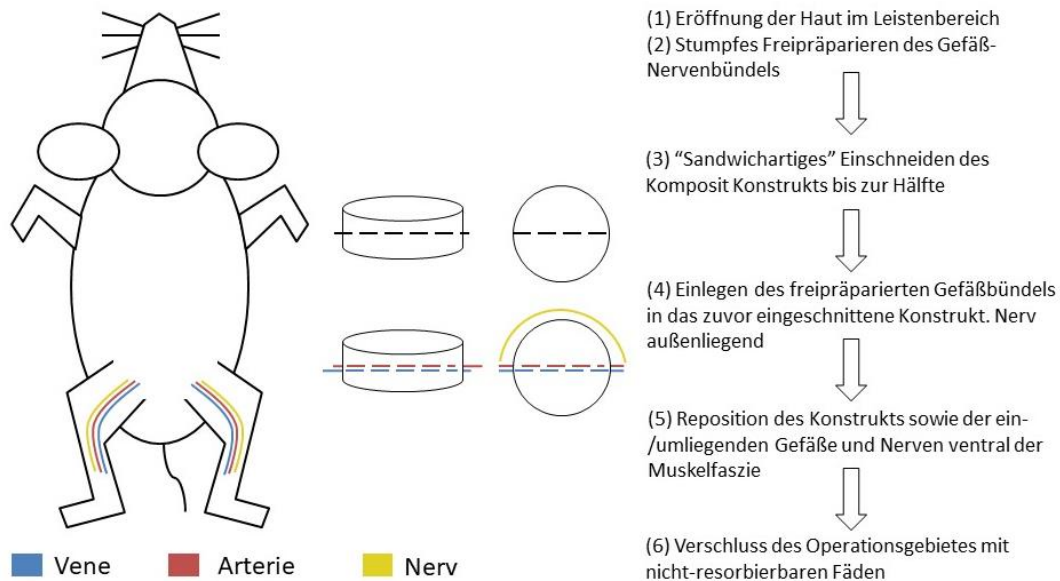 (1) Eröffnung der Haut im Leistenbereich
(2) Stumpfes Freipräparieren des Gefäß-
Nervenbündels
(3) “Sandwichartiges” Einschneiden des
Komposit Konstrukts bis zur Hälfte
(4) Einlegen des freipräparierten Gefäßbündels
in das zuvor eingeschnittene Konstrukt. Nerv
außenliegend
(5) Reposition des Konstrukts sowie der ein-
/umliegenden Gefäße und Nerven ventral der
Muskelfaszie
(6) Verschluss des Operationsgebietes mit
nicht-resorbierbaren Fäden
Vene Arterie Nerv